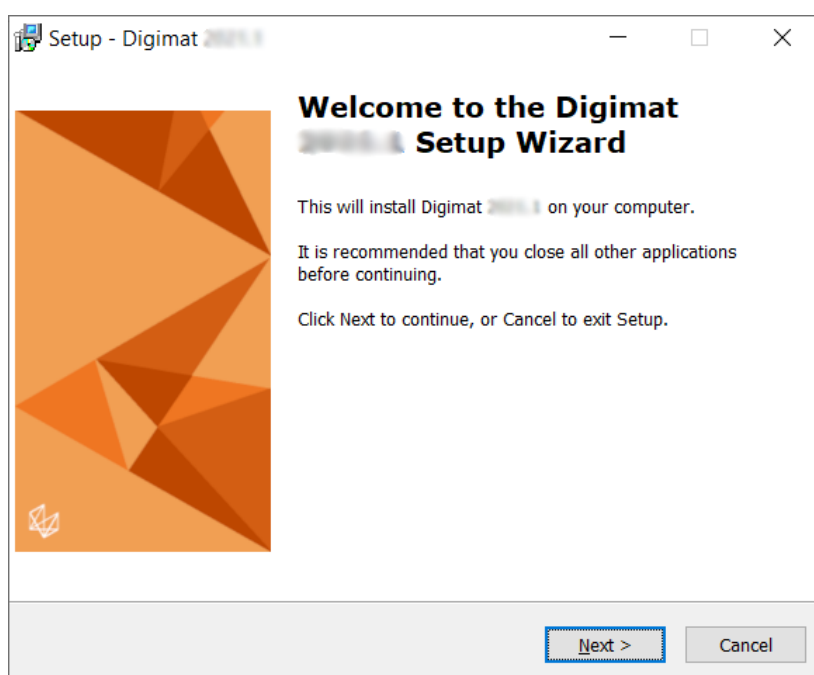 Setup - Digimat
Welcome to the Digimat
Setup Wizard
This will install Digimat on your computer.
It is recommended that you close all other applications
before continuing.
Click Next to continue, or Cancel to exit Setup.
Next >
Cancel